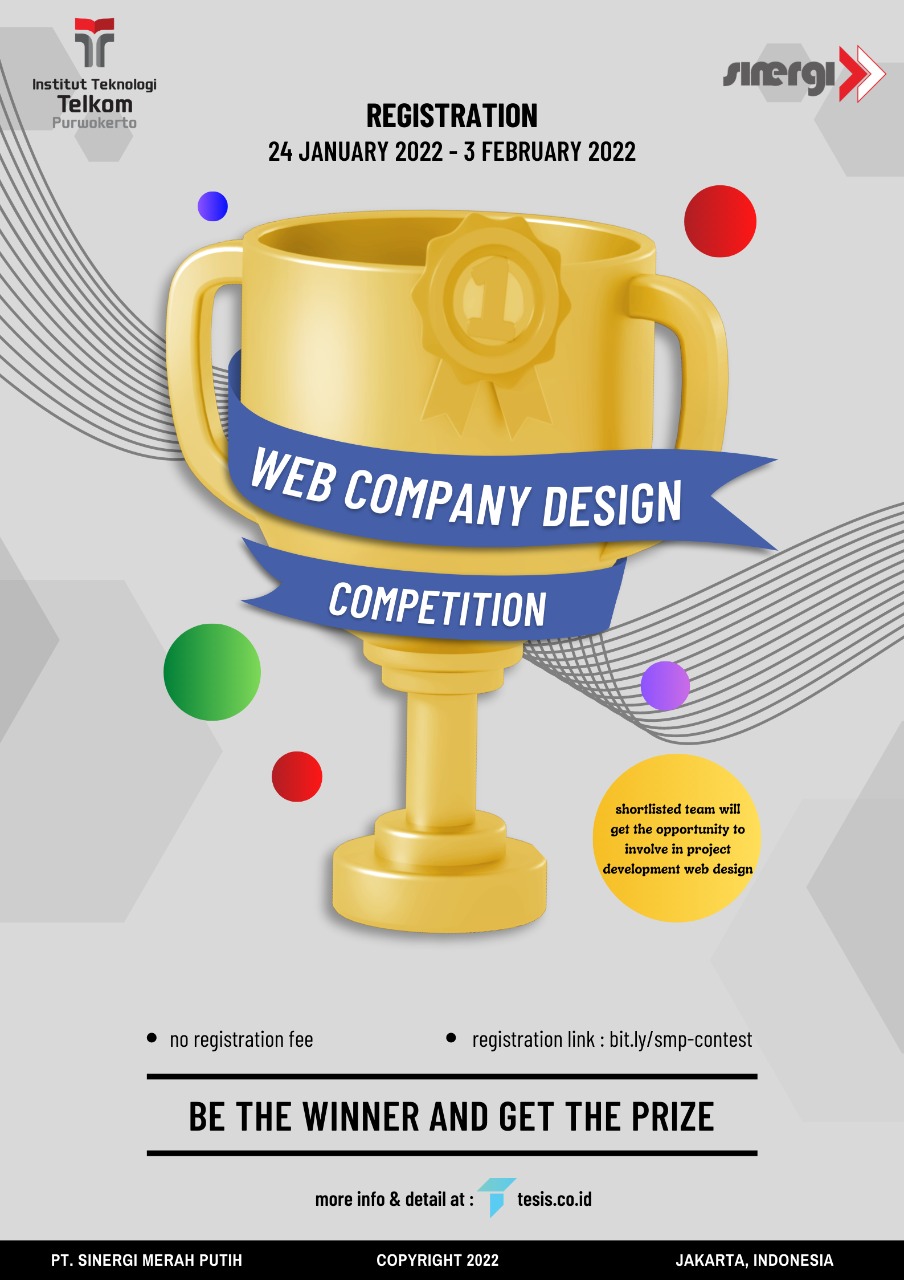 Institut Teknologi
Telkom
Purwokerto
sinergi
REGISTRATION
24 JANUARY 2022 - 3 FEBRUARY 2022
1
WEB COMPANY DESIGN
COMPETITION
shortlisted team will
get the opportunity to
involve in project
development web design
no registration fee
registration link : bit.ly/smp-contest
BE THE WINNER AND GET THE PRIZE
more info & detail at : tesis.co.id
PT. SINERGI MERAH PUTIH
COPYRIGHT 2022
JAKARTA, INDONESIA